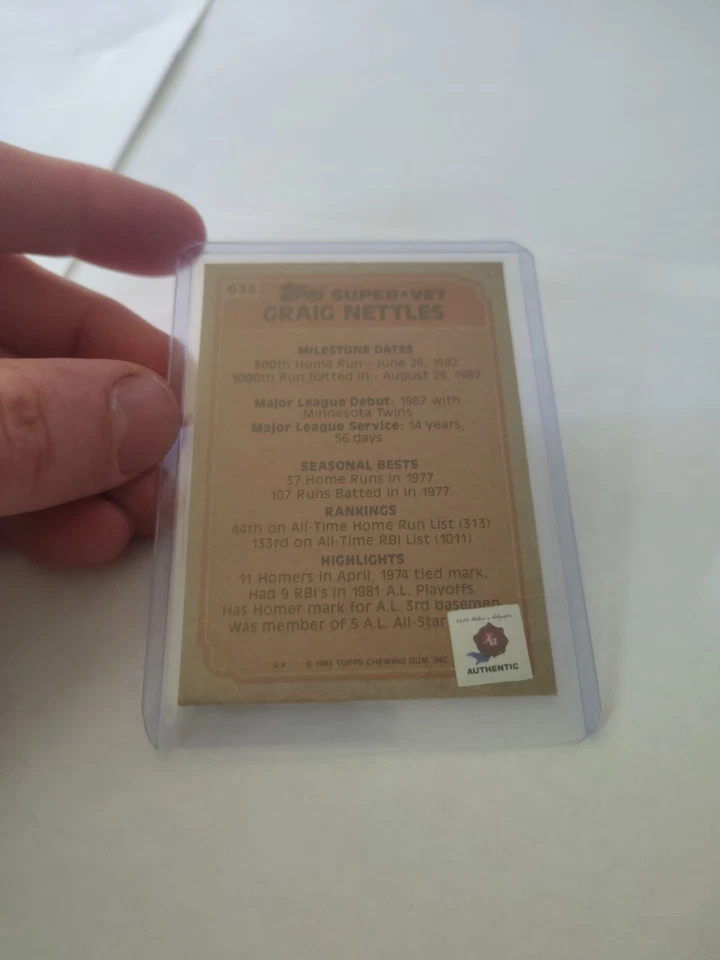 636 Topps SUPER•VET
GRAIG NETTLES
MILESTONE DATES
300th Home Run - June 26, 1982
1000th Run Batted in - August 25, 1982
Major League Debut: 1967 with
Minnesota Twins
Major League Service: 14 years,
56 days
SEASONAL BESTS
37 Home Runs in 1977
107 Runs Batted in in 1977
RANKINGS
44th on All-Time Home Run List (313)
133rd on All-Time RBI List (1011)
HIGHLIGHTS
11 Homers in April, 1974 tied mark.
Had 9 RBI's in 1981 A.L. Playoffs.
Has Homer mark for A.L. 3rd basemen
Was member of 5 A.L. All-Star
© 1983 TOPPS CHEWING GUM, INC
AUTHENTIC